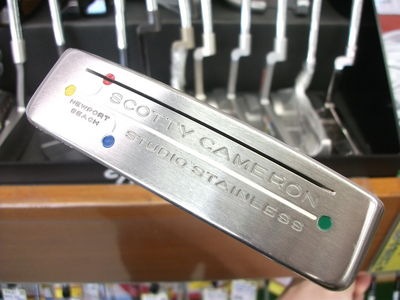 SCOTTY CAMERON
STUDIO STAINLESS
NEWPORT
BEACH